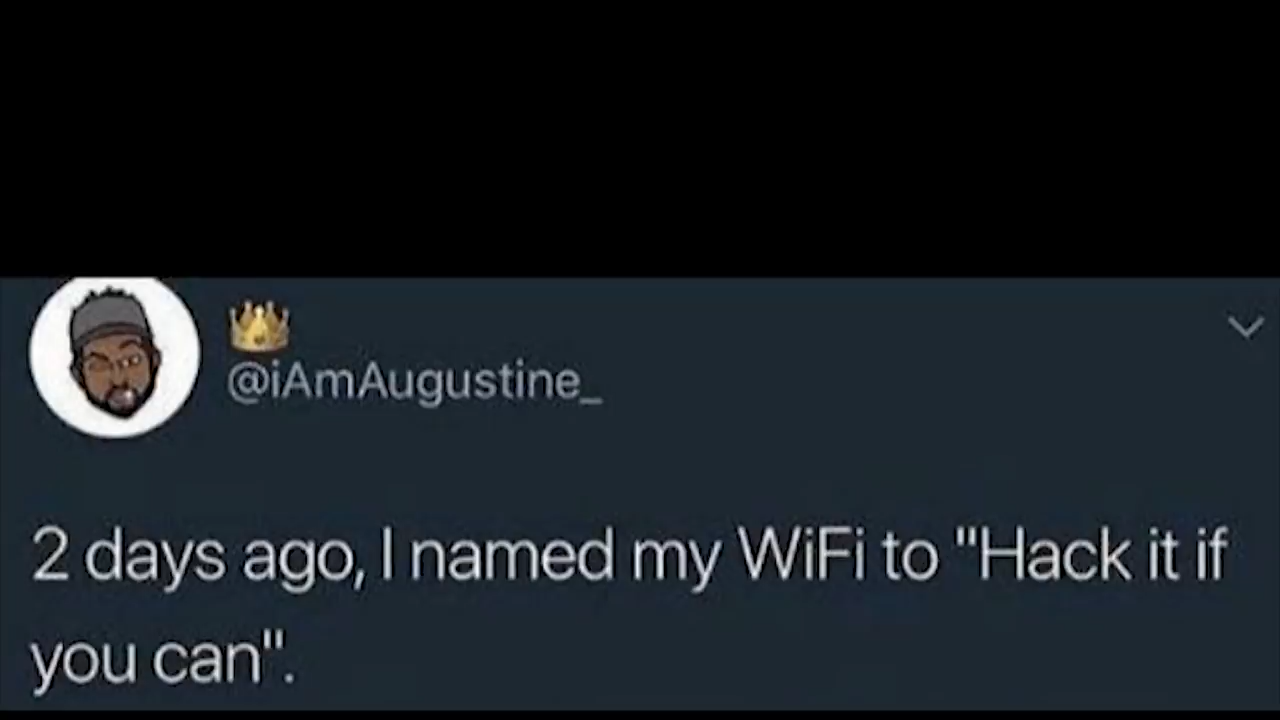 👑
@iAmAugustine_
2 days ago, I named my WiFi to "Hack it if
you can".